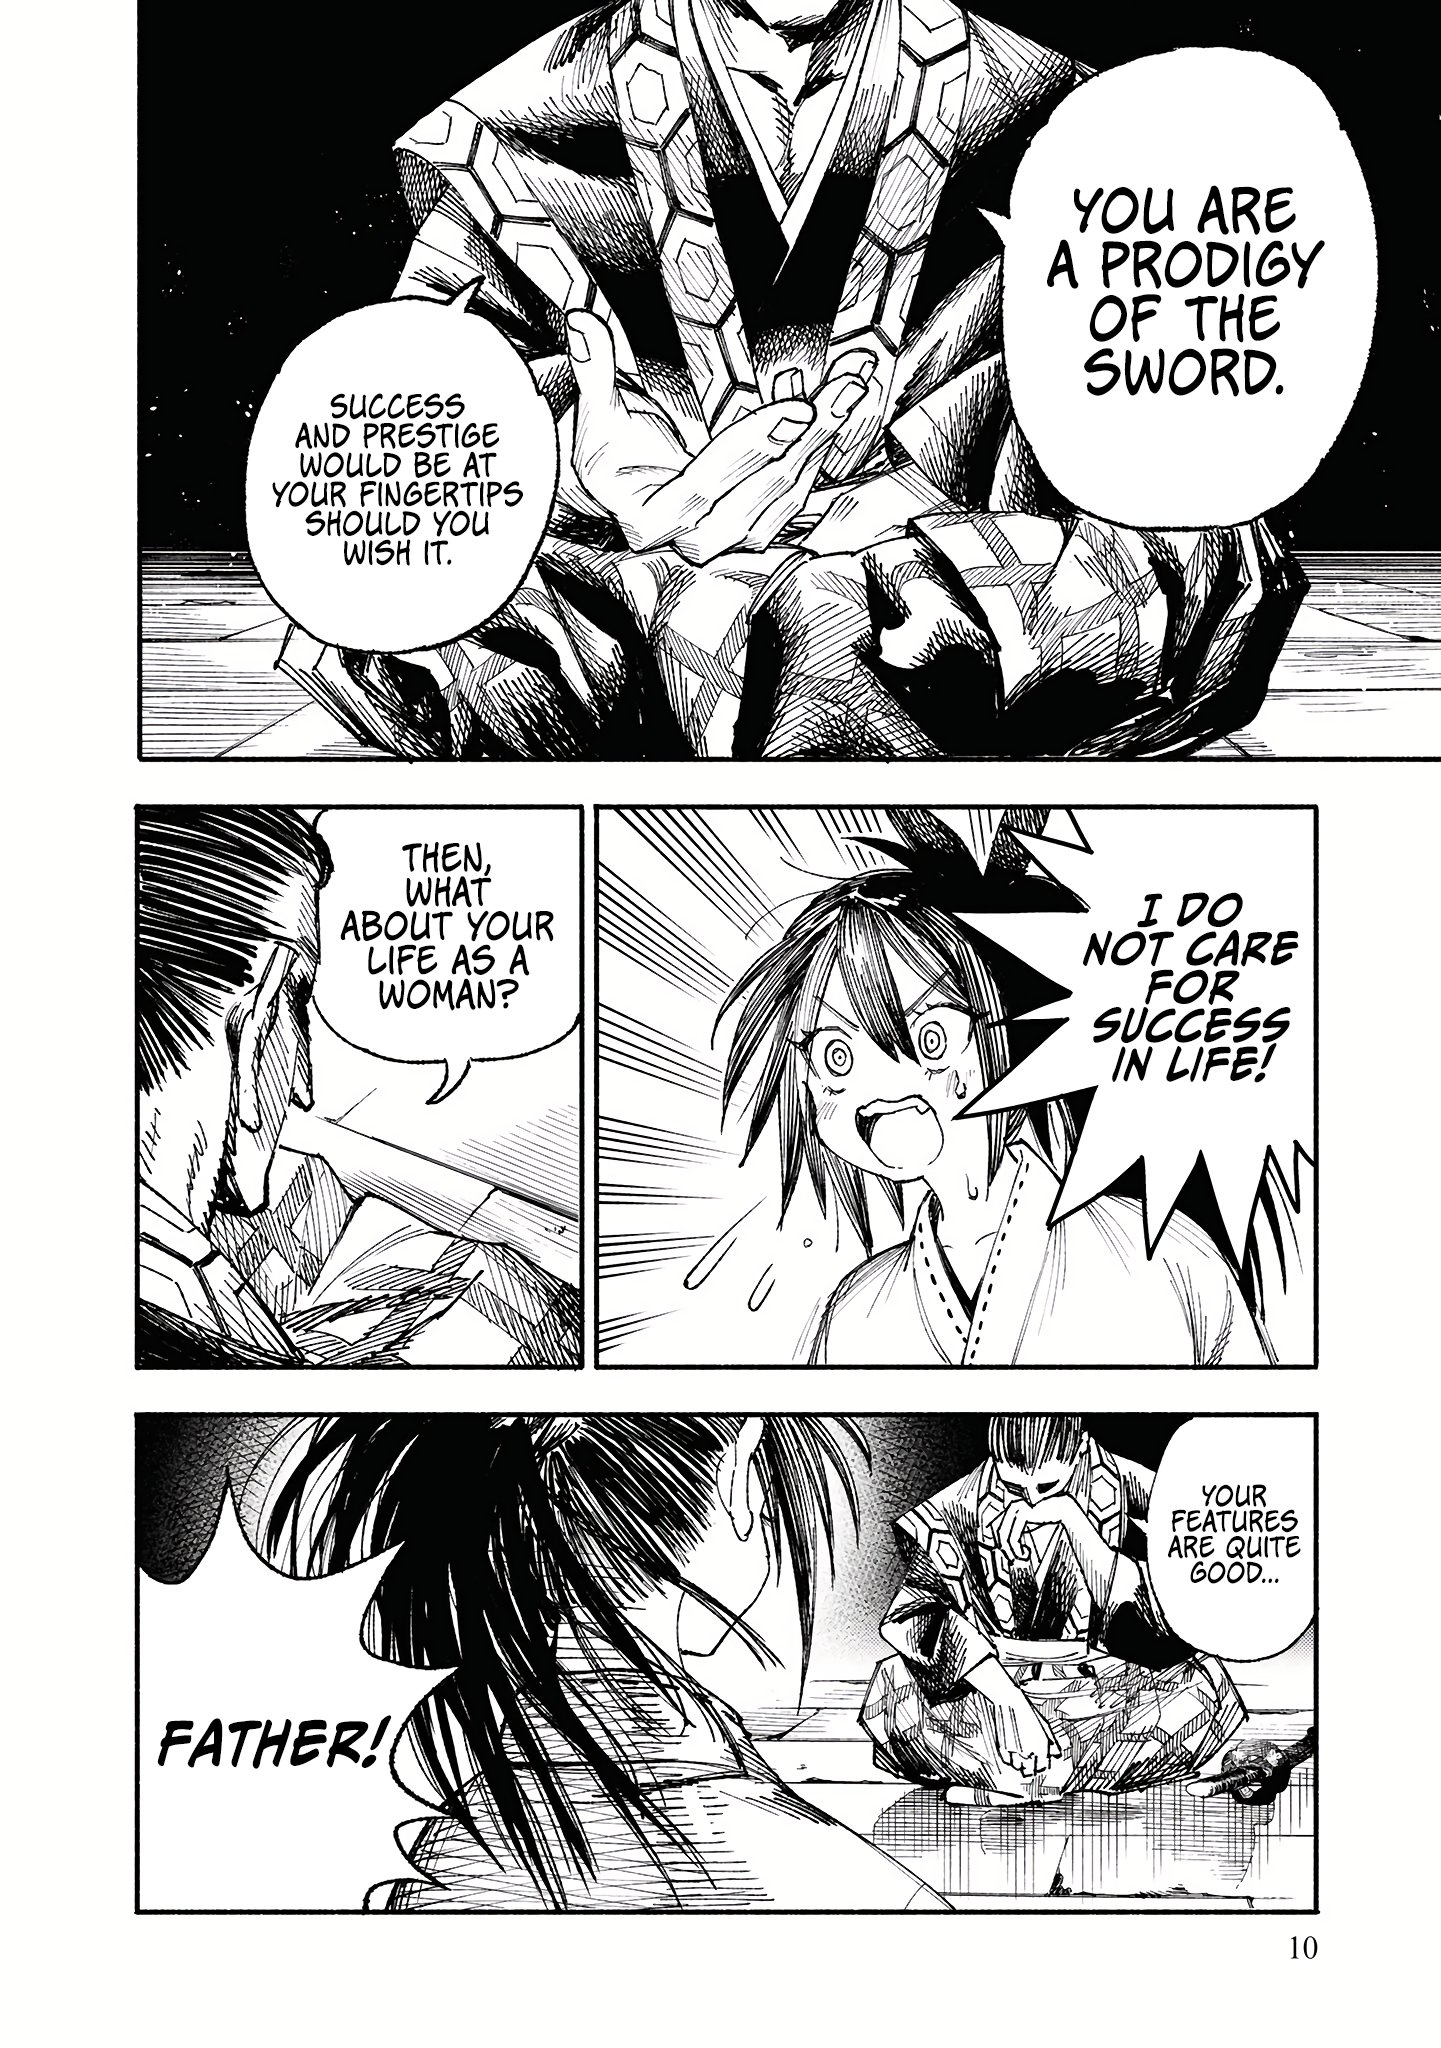 YOU ARE
A PRODIGY
OF THE
SWORD.
SUCCESS
AND PRESTIGE
WOULD BE AT
YOUR FINGERTIPS
SHOULD YOU
WISH IT.
I DO
NOT CARE
FOR
SUCCESS
IN LIFE!
THEN,
WHAT
ABOUT YOUR
LIFE AS A
WOMAN?
YOUR
FEATURES
ARE QUITE
GOOD...
FATHER!
10